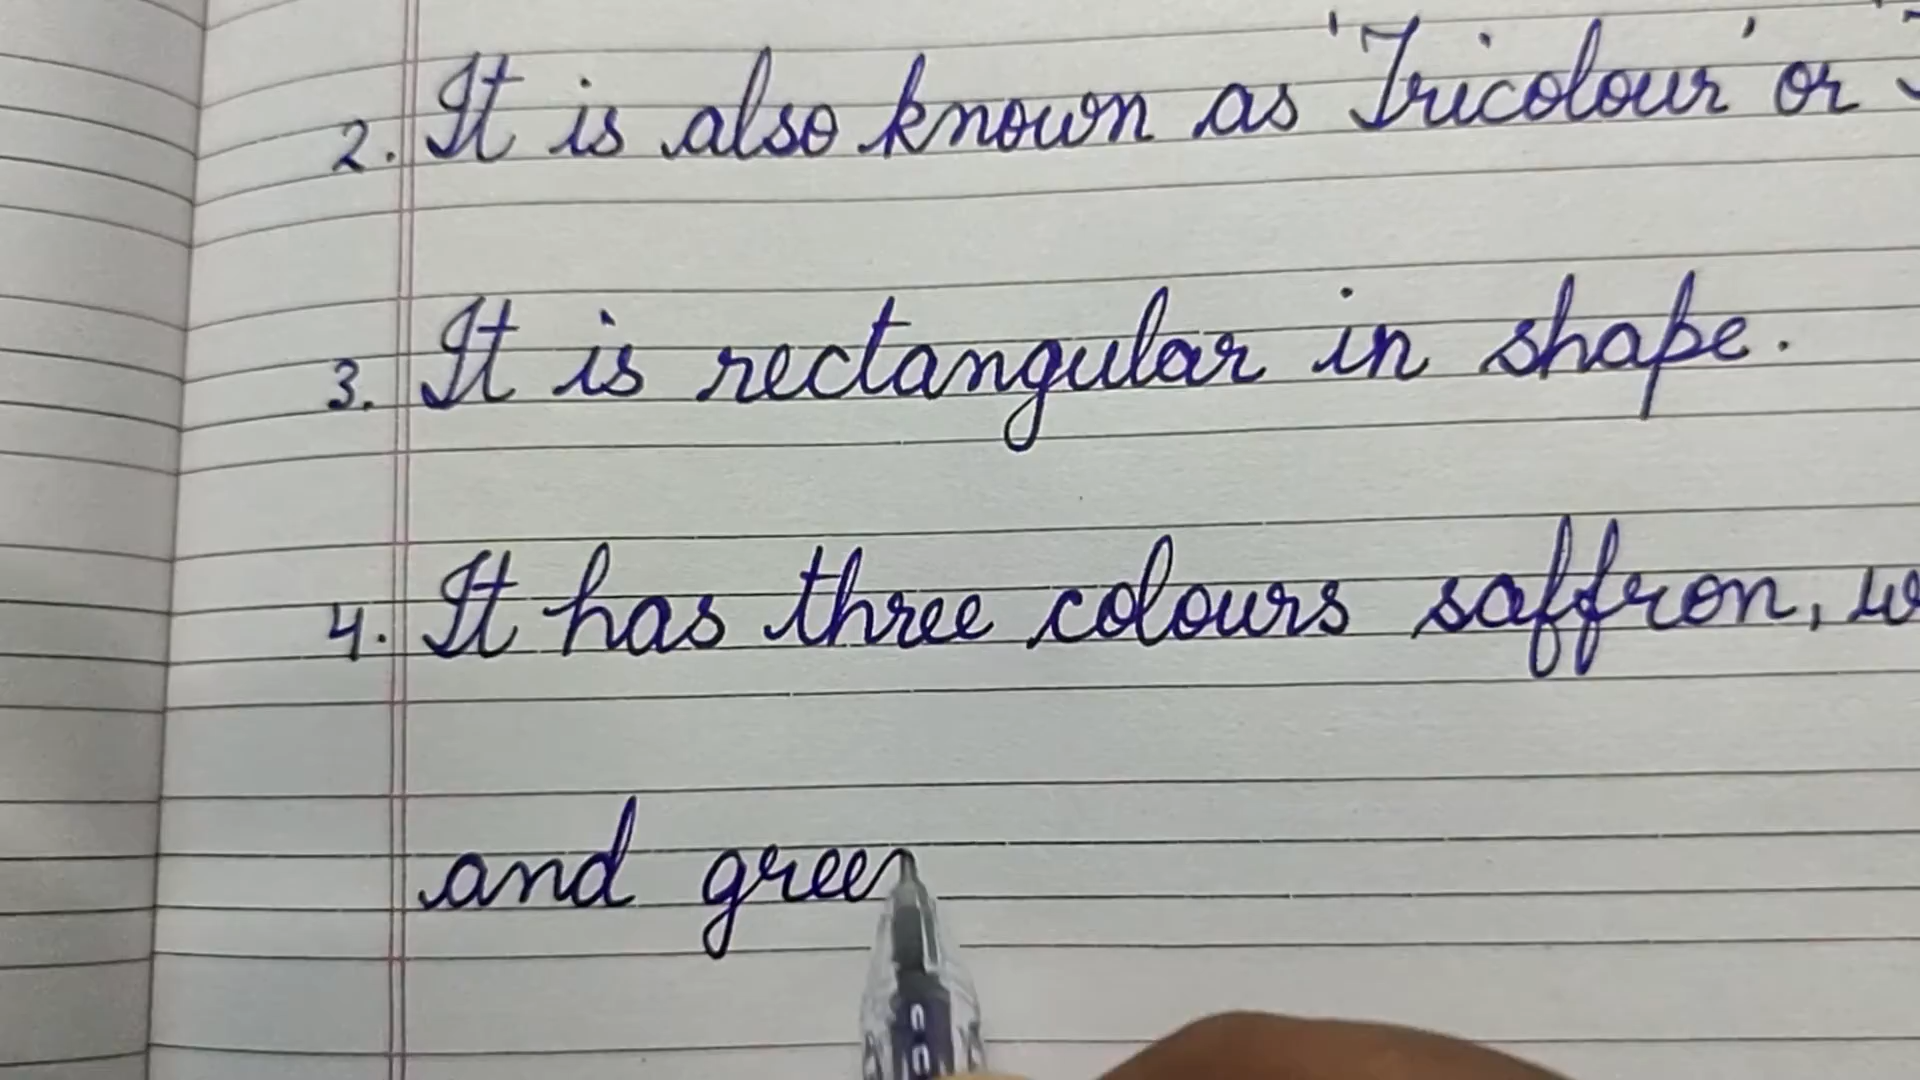 2. It is also known as 'Tricolour' or
3. It is rectangular in shape.
4. It has three colours saffron,
and green